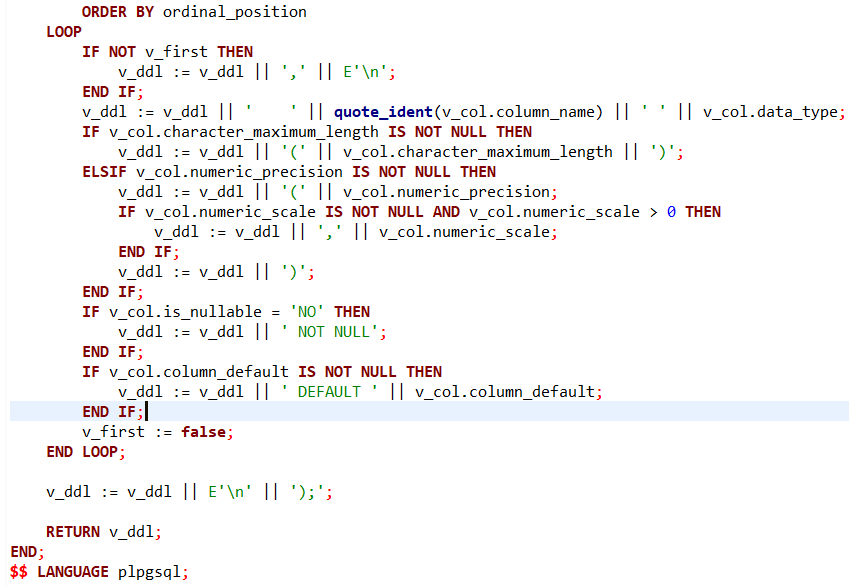 ORDER BY ordinal_position
    LOOP
        IF NOT v_first THEN
            v_ddl := v_ddl || ',' || E'\n';
        END IF;
        v_ddl := v_ddl || '    ' || quote_ident(v_col.column_name) || ' ' || v_col.data_type;
        IF v_col.character_maximum_length IS NOT NULL THEN
            v_ddl := v_ddl || '(' || v_col.character_maximum_length || ')';
        ELSIF v_col.numeric_precision IS NOT NULL THEN
            v_ddl := v_ddl || '(' || v_col.numeric_precision;
            IF v_col.numeric_scale IS NOT NULL AND v_col.numeric_scale > 0 THEN
                v_ddl := v_ddl || ',' || v_col.numeric_scale;
            END IF;
            v_ddl := v_ddl || ')';
        END IF;
        IF v_col.is_nullable = 'NO' THEN
            v_ddl := v_ddl || ' NOT NULL';
        END IF;
        IF v_col.column_default IS NOT NULL THEN
            v_ddl := v_ddl || ' DEFAULT ' || v_col.column_default;
        END IF;
        v_first := false;
    END LOOP;

    v_ddl := v_ddl || E'\n' || ');';

    RETURN v_ddl;
END;
$$ LANGUAGE plpgsql;